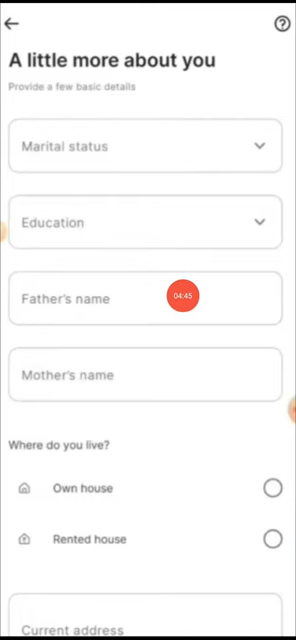 A little more about you
Provide a few basic details
Marital status
Education
Father's name
04:45
Mother's name
Where do you live?
Own house
Rented house
Current address